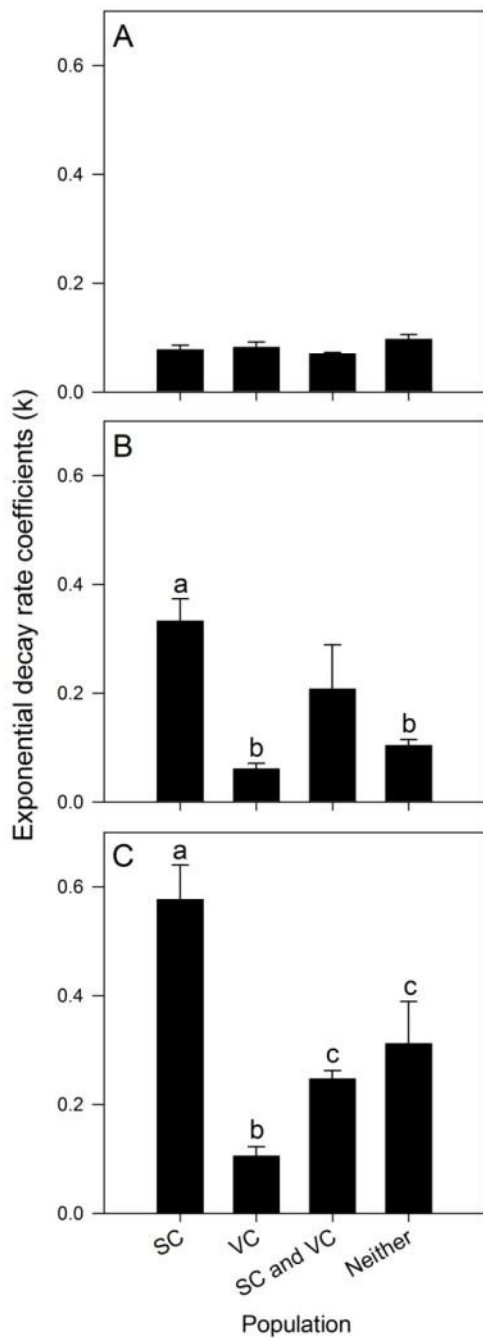 Exponential decay rate coefficients (k)
A
0.6
0.4
0.2
0.0
B
0.6
0.4
0.2
0.0
a
b
b
C
0.6
0.4
0.2
0.0
a
b
c
c
SC
VC
SC and VC
Neither
Population